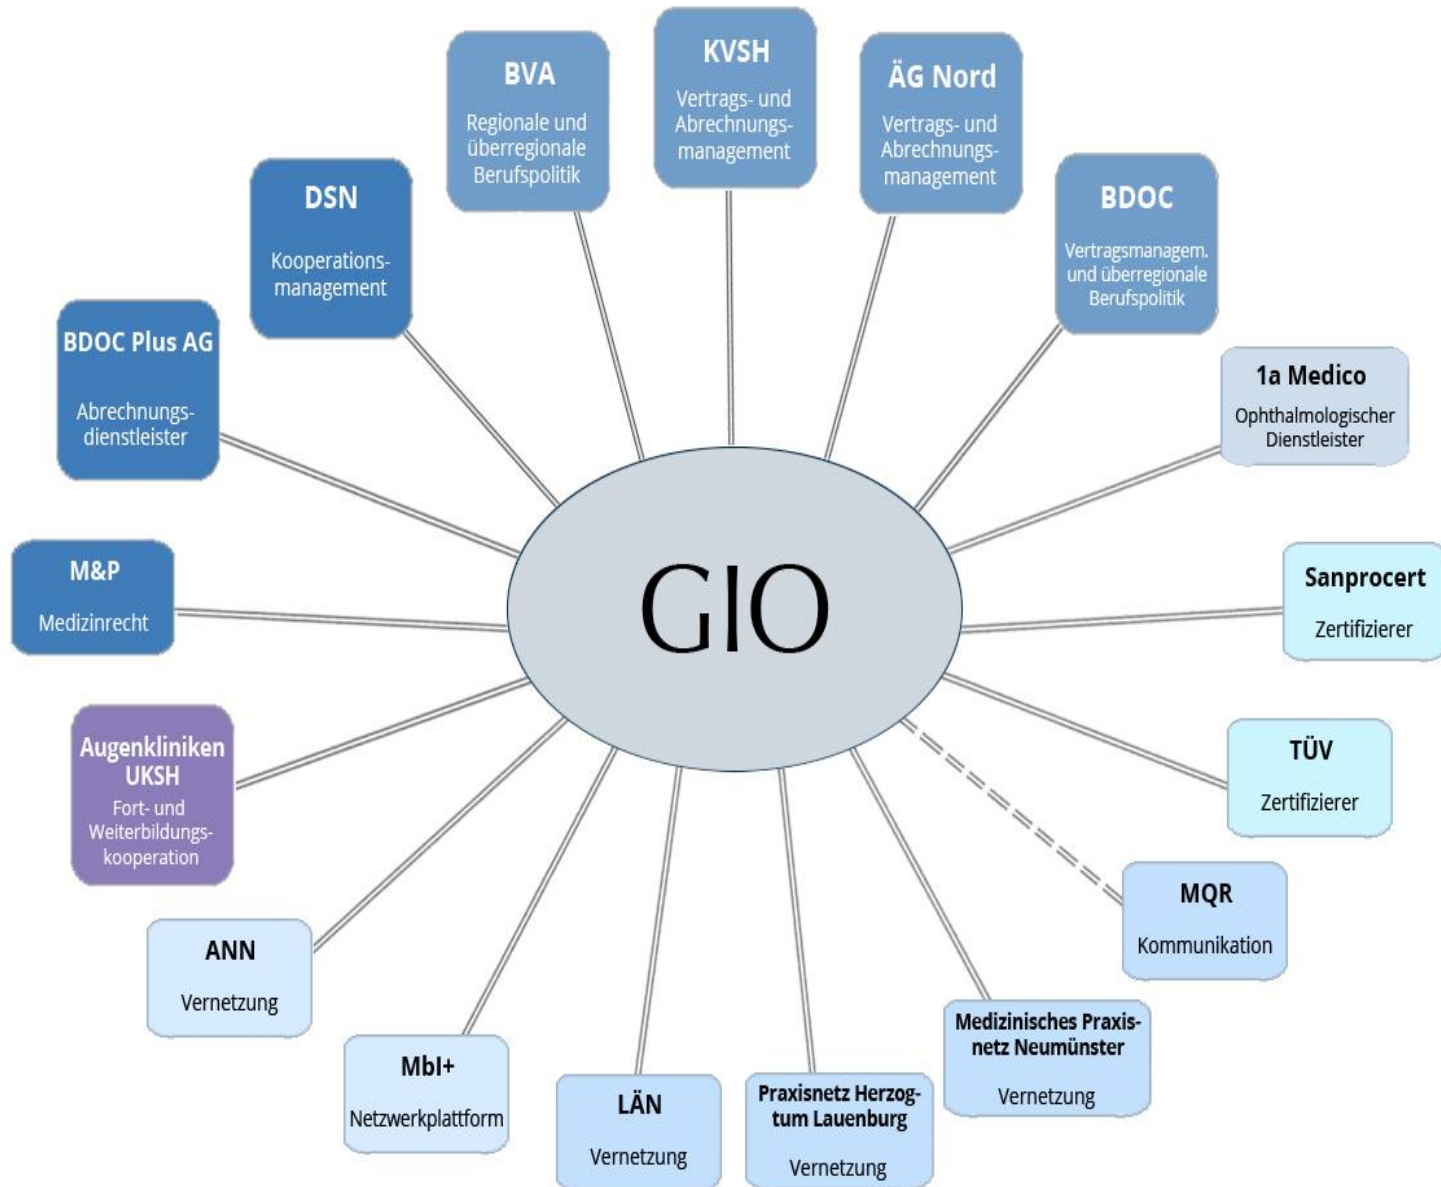 KVSH
Vertrags- und
Abrechnungs-
management
BVA
Regionale und
überregionale
Berufspolitik
ÄG Nord
Vertrags- und
Abrechnungs-
management
DSN
Kooperations-
management
BDOC
Vertragsmanagem.
und überregionale
Berufspolitik
BDOC Plus AG
Abrechnungs-
dienstleister
1a Medico
Ophthalmologischer
Dienstleister
M&P
Medizinrecht
GIO
Sanprocert
Zertifizierer
Augenkliniken
UKSH
Fort- und
Weiterbildungs-
kooperation
TÜV
Zertifizierer
ANN
Vernetzung
MQR
Kommunikation
MbI+
Netzwerkplattform
LÄN
Vernetzung
Praxisnetz Herzog-
tum Lauenburg
Vernetzung
Medizinisches Praxis-
netz Neumünster
Vernetzung